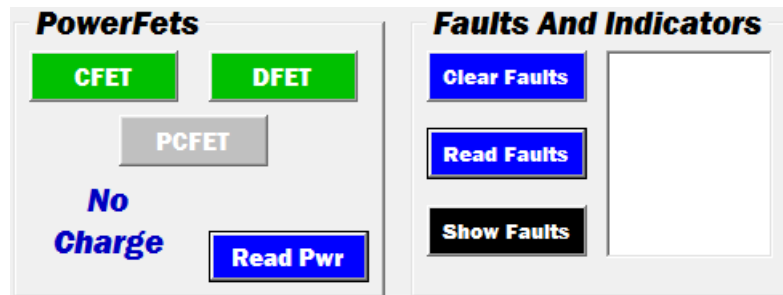 PowerFets
CFET
DFET
PCFET
No
Charge
Read Pwr
Faults And Indicators
Clear Faults
Read Faults
Show Faults